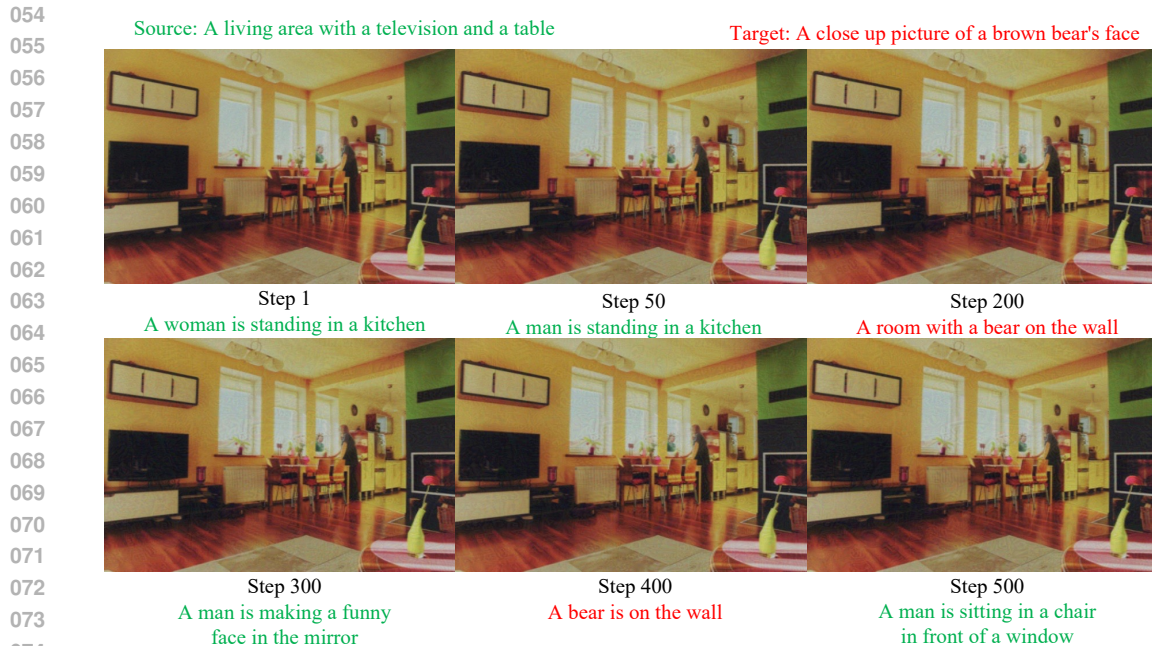 054
055
056
057
058
059
060
061
062
063
064
065
066
067
068
069
070
071
072
073
Source: A living area with a television and a table
Target: A close up picture of a brown bear's face
Step 1
A woman is standing in a kitchen
Step 50
A man is standing in a kitchen
Step 200
A room with a bear on the wall
Step 300
A man is making a funny
face in the mirror
Step 400
A bear is on the wall
Step 500
A man is sitting in a chair
in front of a window